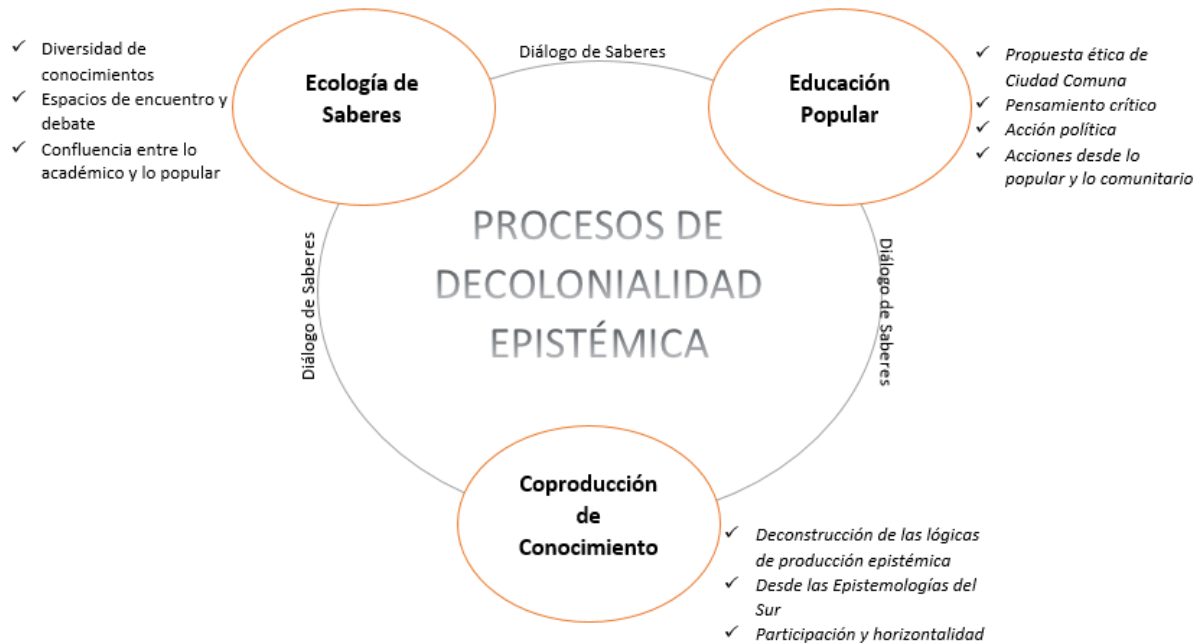 Diálogo de Saberes
✓ Diversidad de
conocimientos
✓ Espacios de encuentro y
debate
✓ Confluencia entre lo
académico y lo popular
Ecología de
Saberes
Educación
Popular
✓ Propuesta ética de
Ciudad Comuna
✓ Pensamiento crítico
✓ Acción política
✓ Acciones desde lo
popular y lo comunitario
PROCESOS DE
DECOLONIALIDAD
EPISTÉMICA
Diálogo de Saberes
Diálogo de Saberes
Coproducción
de
Conocimiento
✓ Deconstrucción de las lógicas
de producción epistémica
✓ Desde las Epistemologías del
Sur
✓ Participación y horizontalidad